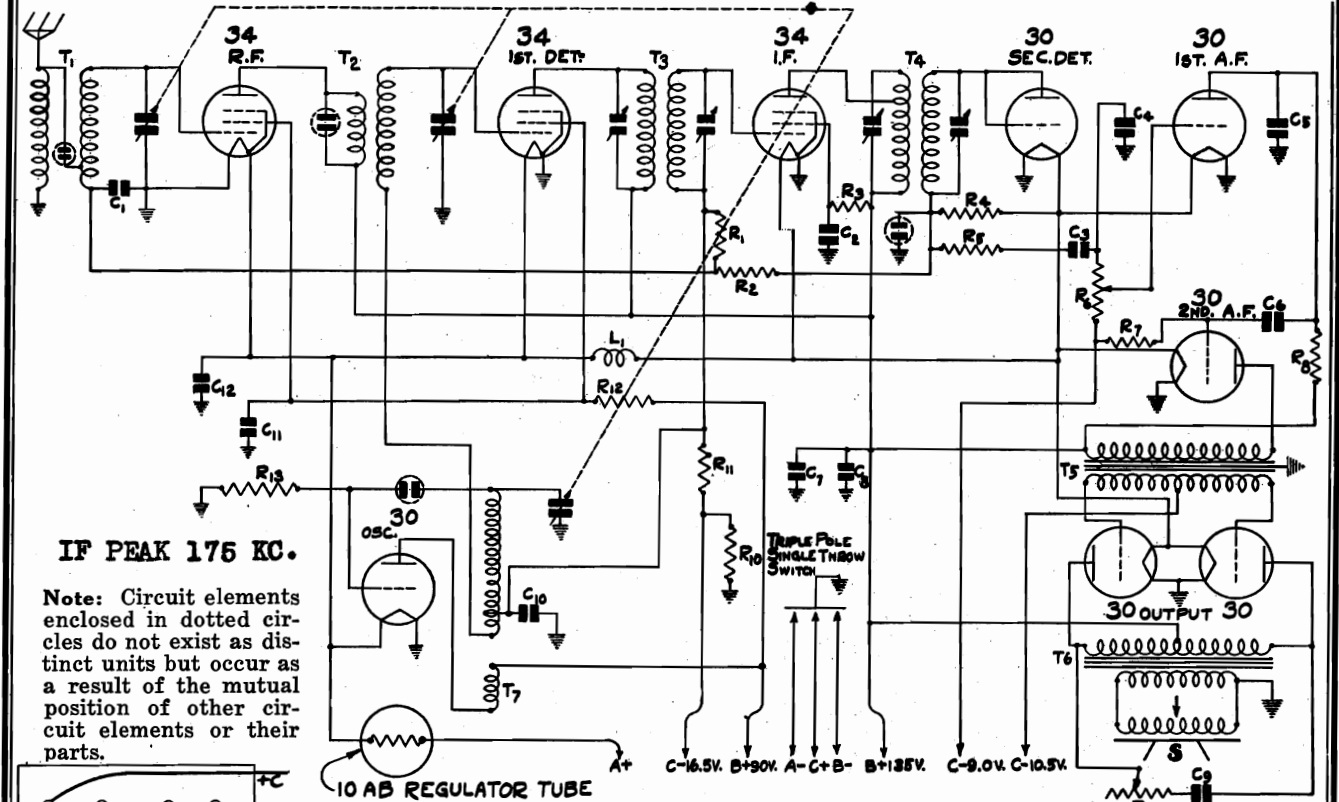 34
R.F.
34
1ST. DET.
34
I.F.
30
SEC. DET.
30
1ST. A.F.
T1
T2
T3
T4
C1
C4
C5
R3
R4
R1
C2
R5
C3
R2
R6
30
2ND. A.F.
C6
R7
R8
L1
C12
R12
C11
R13
R11
C7
C8
T5
30
OSC.
TRIPLE POLE
SINGLE THROW
SWITCH
R10
C10
30 OUTPUT 30
T6
T7
S
IF PEAK 175 KC.
Note: Circuit elements
enclosed in dotted cir-
cles do not exist as dis-
tinct units but occur as
a result of the mutual
position of other cir-
cuit elements or their
parts.
A+
C-16.5V.
B+90V.
A-
C+
B-
B+135V.
C-9.0V.
C-10.5V.
C9
10 AB REGULATOR TUBE
+C